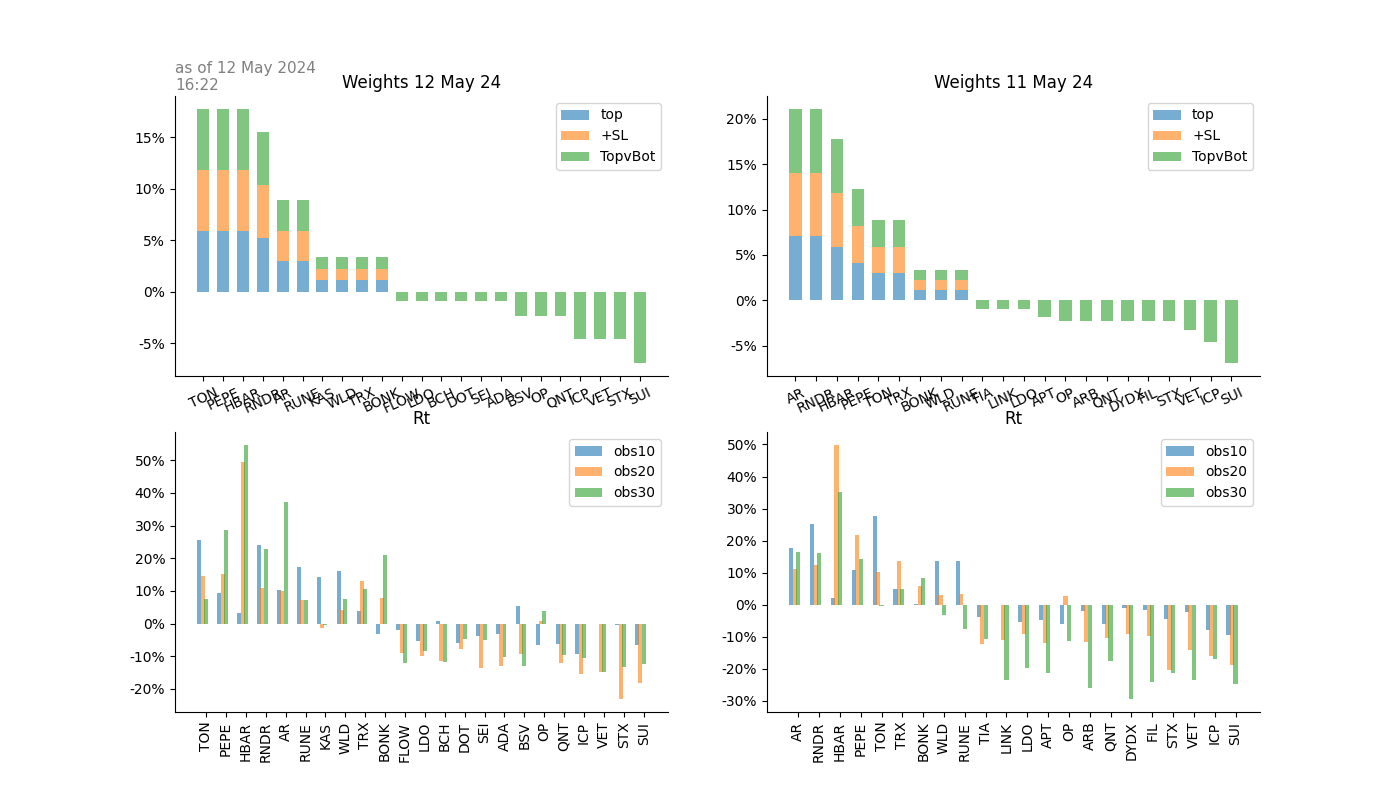 as of 12 May 2024
16:22
Weights 12 May 24
15%
10%
5%
0%
-5%
top
+SL
TopvBot
TON PEPE HBAR RNDR AR RUNE KAS WLD TRX BONK FLOW LDO BCH DOT SEI ADA BSV OP QNT ICP VET STX SUI
Weights 11 May 24
20%
15%
10%
5%
0%
-5%
top
+SL
TopvBot
AR RNDR HBAR PEPE TON TRX BONK WLD RUNE TIA LINK LDO APT OP ARB QNT DYDX FIL STX VET ICP SUI
Rt
50%
40%
30%
20%
10%
0%
-10%
-20%
obs10
obs20
obs30
TON PEPE HBAR RNDR AR RUNE KAS WLD TRX BONK FLOW LDO BCH DOT SEI ADA BSV OP QNT ICP VET STX SUI
Rt
50%
40%
30%
20%
10%
0%
-10%
-20%
-30%
obs10
obs20
obs30
AR RNDR HBAR PEPE TON TRX BONK WLD RUNE TIA LINK LDO APT OP ARB QNT DYDX FIL STX VET ICP SUI